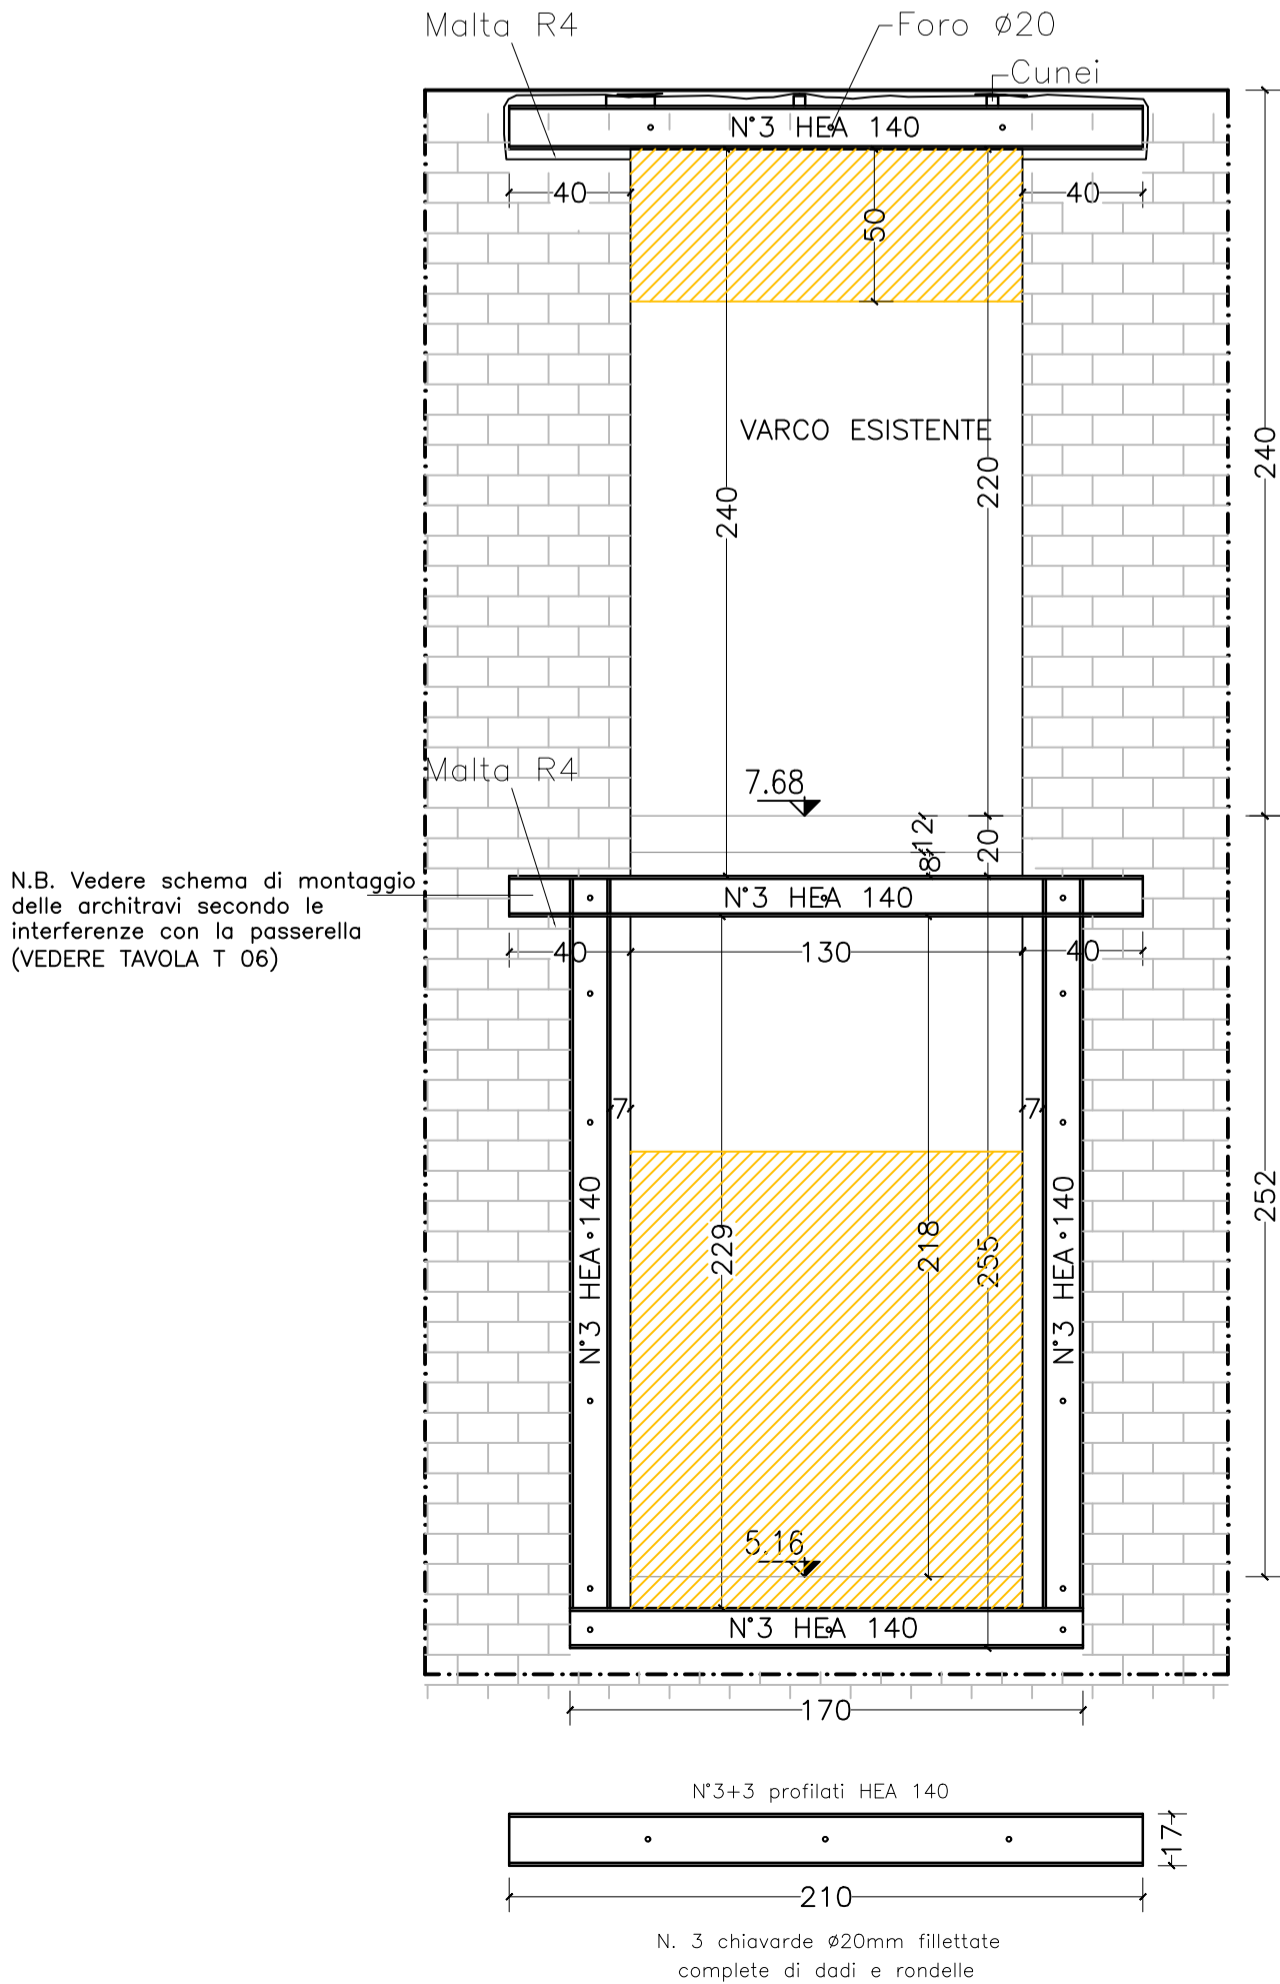 Malta R4
Foro ø20
Cunei
N°3 HEA 140
40
40
50
VARCO ESISTENTE
240
220
240
Malta R4
7.68
12
20
8
N.B. Vedere schema di montaggio
delle architravi secondo le
interferenze con la passerella
(VEDERE TAVOLA T 06)
N°3 HEA 140
40
130
40
7
7
N°3 HEA 140
229
218
255
N°3 HEA 140
252
5.16
N°3 HEA 140
170
N°3+3 profilati HEA 140
17
210
N. 3 chiavarde ø20mm fillettate
complete di dadi e rondelle